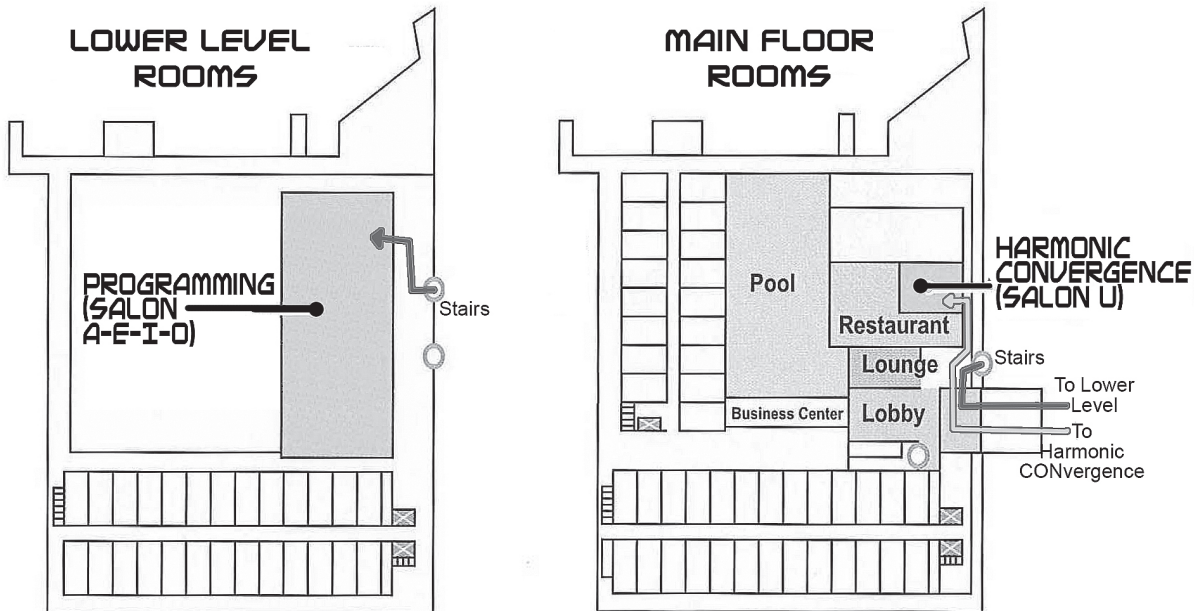 LOWER LEVEL
ROOMS
PROGRAMMING
(SALON
A-E-I-O)
Stairs
MAIN FLOOR
ROOMS
Pool
HARMONIC
CONVERGENCE
(SALON U)
Restaurant
Lounge
Stairs
To Lower
Level
Business Center
Lobby
To
Harmonic
CONvergence